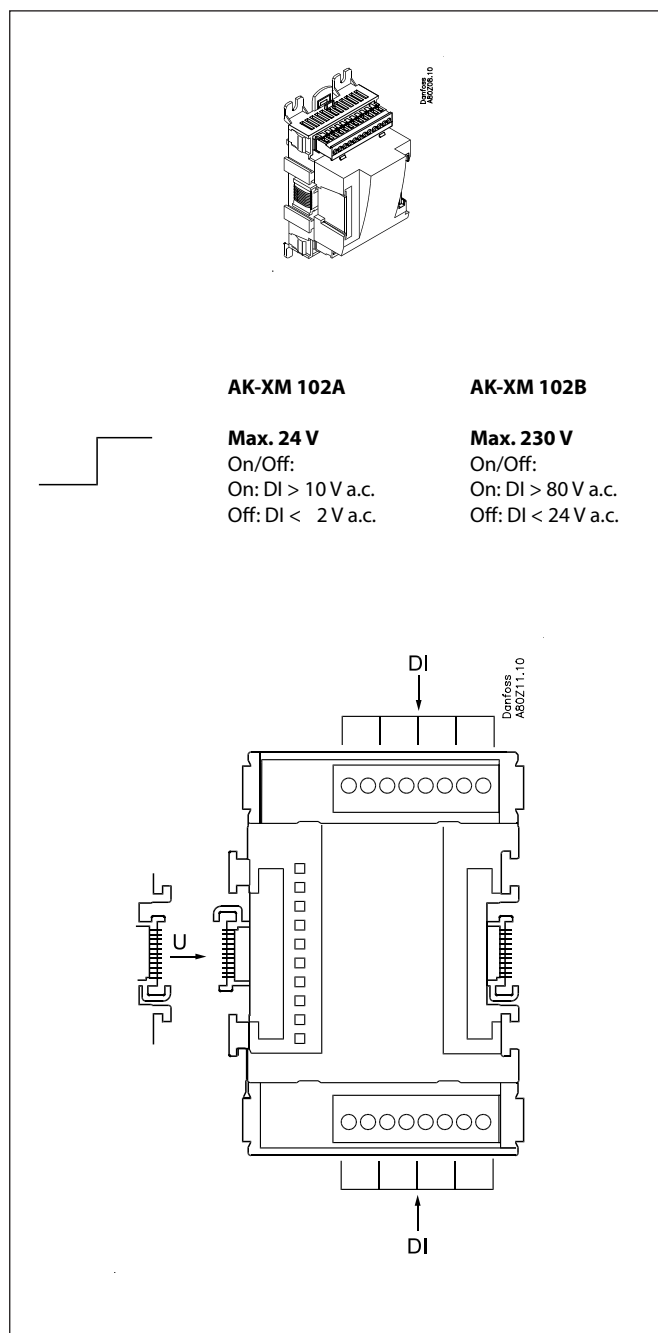 Danfoss
A80Z08.10
AK-XM 102A
Max. 24 V
On/Off:
On: DI > 10 V a.c.
Off: DI < 2 V a.c.
AK-XM 102B
Max. 230 V
On/Off:
On: DI > 80 V a.c.
Off: DI < 24 V a.c.
DI
Danfoss
A80Z11.10
U
DI